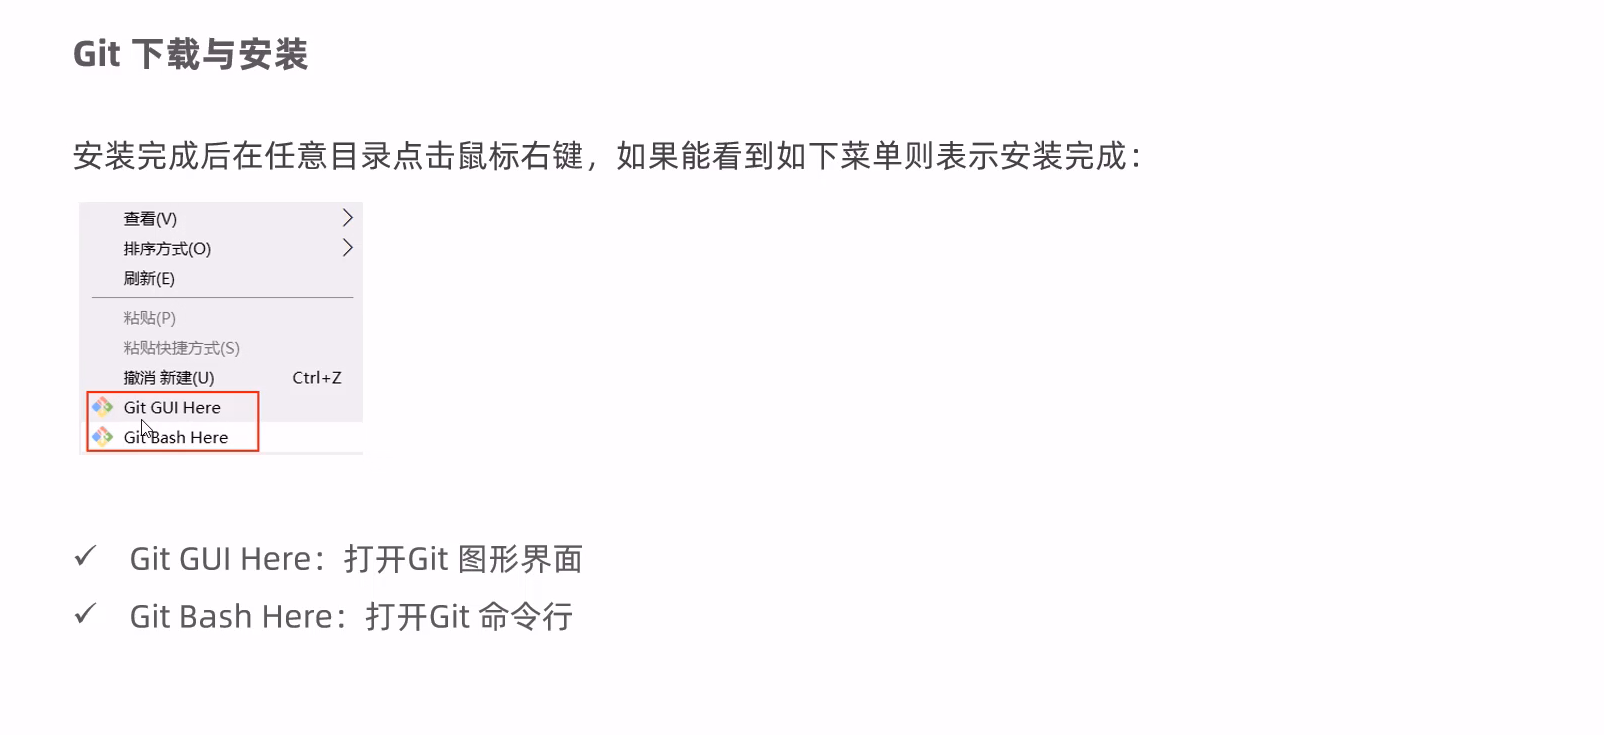 Git 下载与安装
安装完成后在任意目录点击鼠标右键，如果能看到如下菜单则表示安装完成：
查看(V)
排序方式(O)
刷新(E)
粘贴(P)
粘贴快捷方式(S)
撤消 新建(U) Ctrl+Z
Git GUI Here
Git Bash Here
✓ Git GUI Here：打开Git 图形界面
✓ Git Bash Here：打开Git 命令行